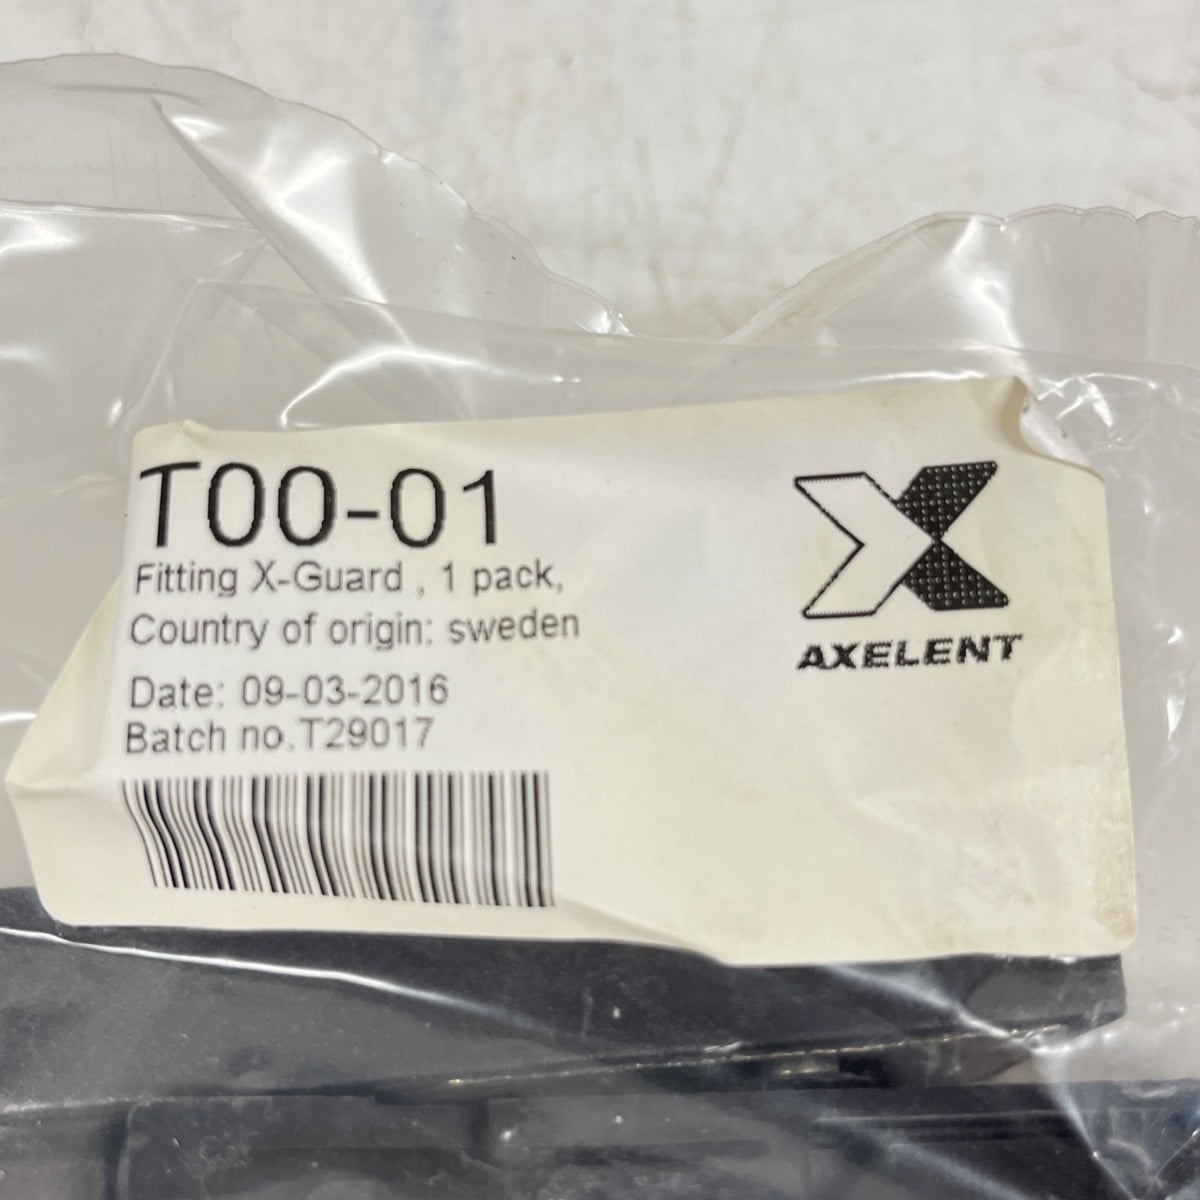 T00-01
Fitting X-Guard , 1 pack,
Country of origin: sweden
Date: 09-03-2016
Batch no.T29017
AXELENT